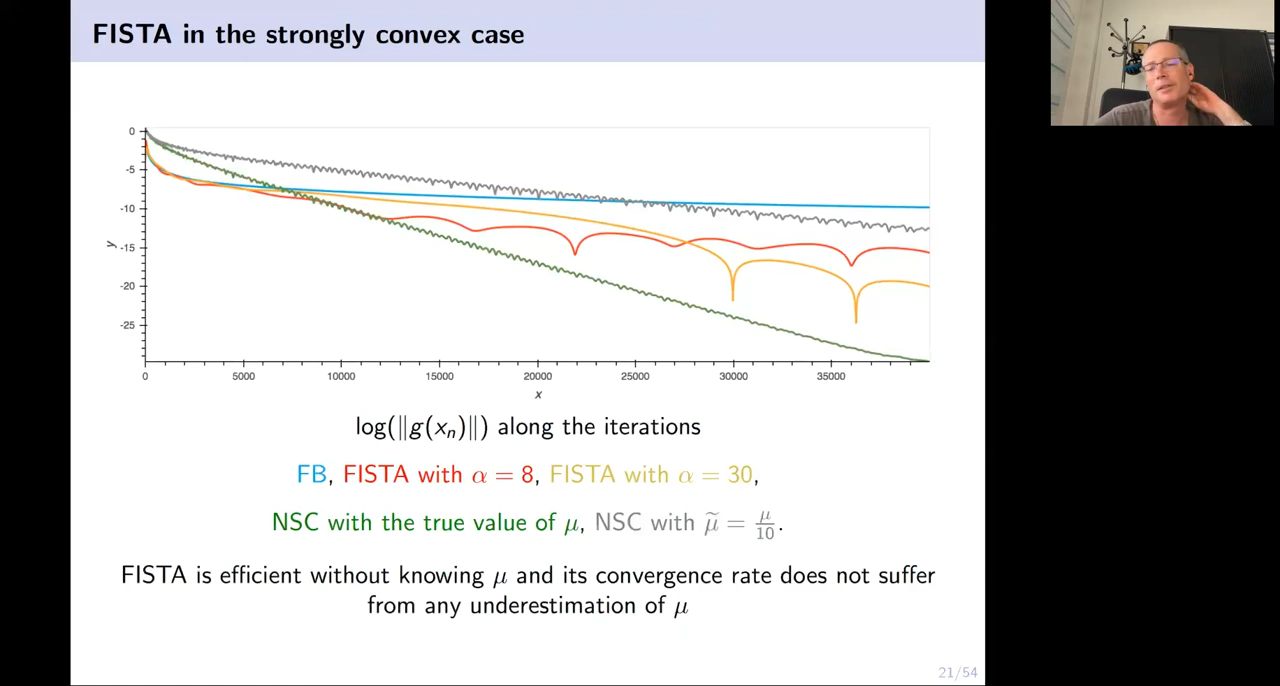 FISTA in the strongly convex case
0
-5
-10
-15
-20
-25
y
0 5000 10000 15000 20000 25000 30000 35000
x
log(‖g(xₙ)‖) along the iterations
FB, FISTA with α = 8, FISTA with α = 30,
NSC with the true value of μ, NSC with μ̃ = μ/10.
FISTA is efficient without knowing μ and its convergence rate does not suffer
from any underestimation of μ
21/54